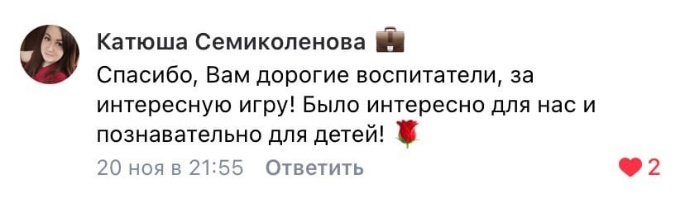 Катюша Семиколенова 💼
Спасибо, Вам дорогие воспитатели, за
интересную игру! Было интересно для нас и
познавательно для детей! 🌹
20 ноя в 21:55 Ответить 2